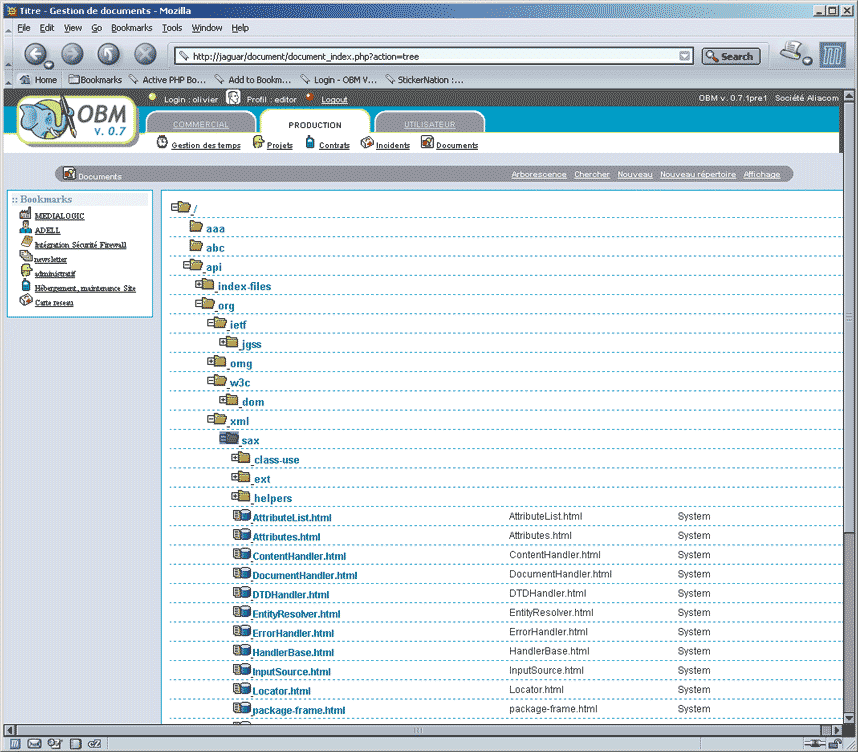 Titre - Gestion de documents - Mozilla
File Edit View Go Bookmarks Tools Window Help
http://jaguar/document/document_index.php?action=tree Search
Home Bookmarks Active PHP Bo... Add to Bookm... Login - OBM V... StickerNation :...
Login : olivier Profil : editor Logout OBM v. 0.7.1pre1 Société Aliacom
OBM
v. 0.7
COMMERCIAL PRODUCTION UTILISATEUR
Gestion des temps Projets Contrats Incidents Documents
Documents Arborescence Chercher Nouveau Nouveau répertoire Affichage
:: Bookmarks
MEDIALOGIC
ADELL
Intégration Sécurité Firewall
newsletter
administratif
Hébergement, maintenance Site
Carte reseau
/
aaa
abc
api
index-files
org
ietf
jgss
omg
w3c
dom
xml
sax
class-use
ext
helpers
AttributeList.html AttributeList.html System
Attributes.html Attributes.html System
ContentHandler.html ContentHandler.html System
DocumentHandler.html DocumentHandler.html System
DTDHandler.html DTDHandler.html System
EntityResolver.html EntityResolver.html System
ErrorHandler.html ErrorHandler.html System
HandlerBase.html HandlerBase.html System
InputSource.html InputSource.html System
Locator.html Locator.html System
package-frame.html package-frame.html System